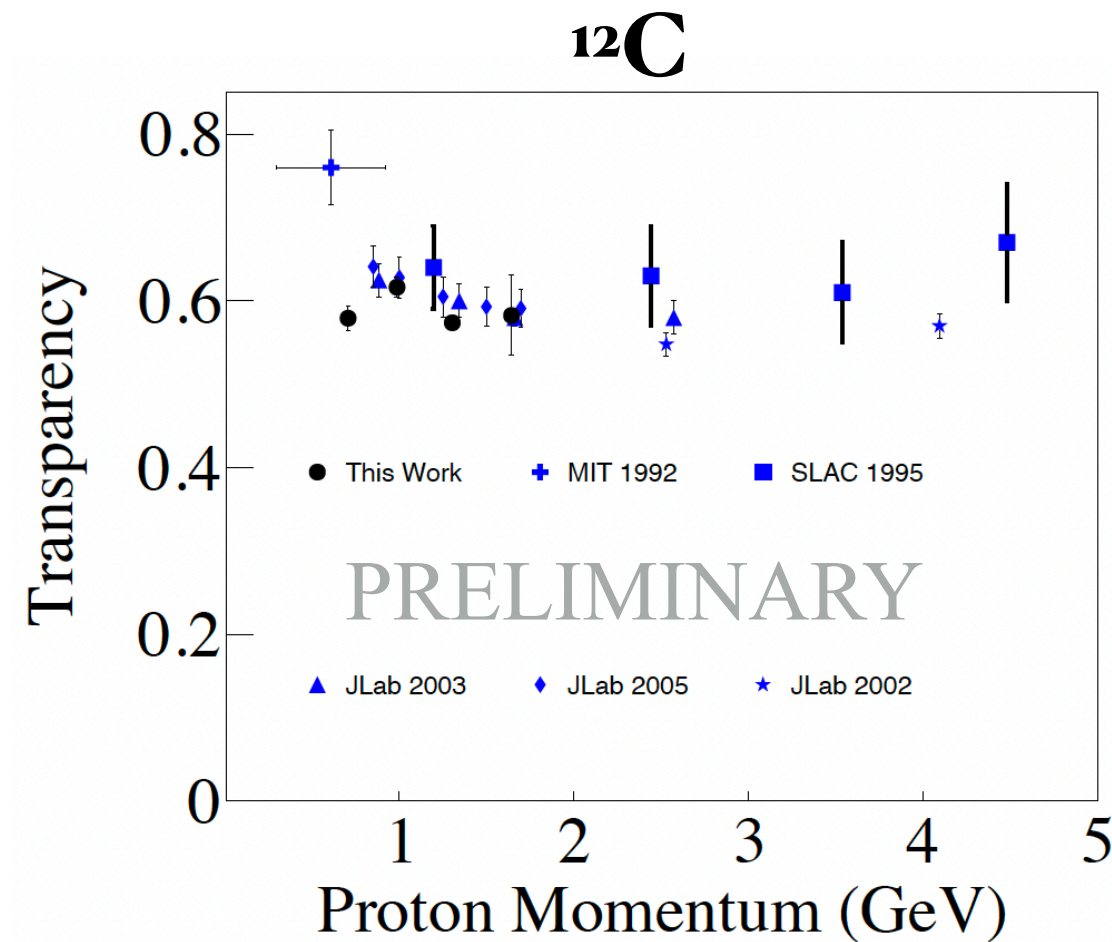 ¹²C
0.8
0.6
0.4
0.2
0
Transparency
This Work
MIT 1992
SLAC 1995
PRELIMINARY
JLab 2003
JLab 2005
JLab 2002
1 2 3 4 5
Proton Momentum (GeV)